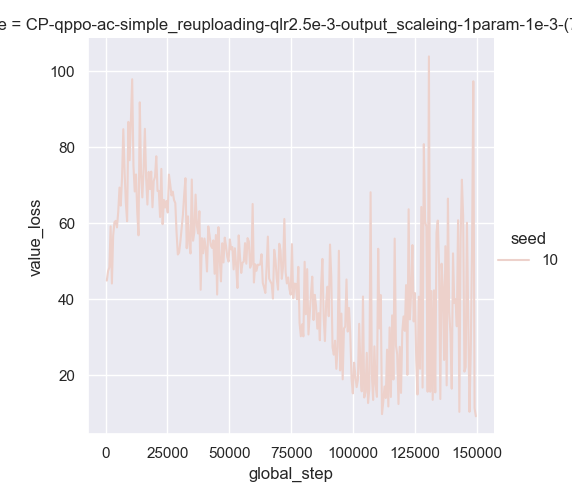 e = CP-qppo-ac-simple_reuploading-qlr2.5e-3-output_scaleing-1param-1e-3-(7
100
80
60
40
20
value_loss
0 25000 50000 75000 100000 125000 150000
global_step
seed
10